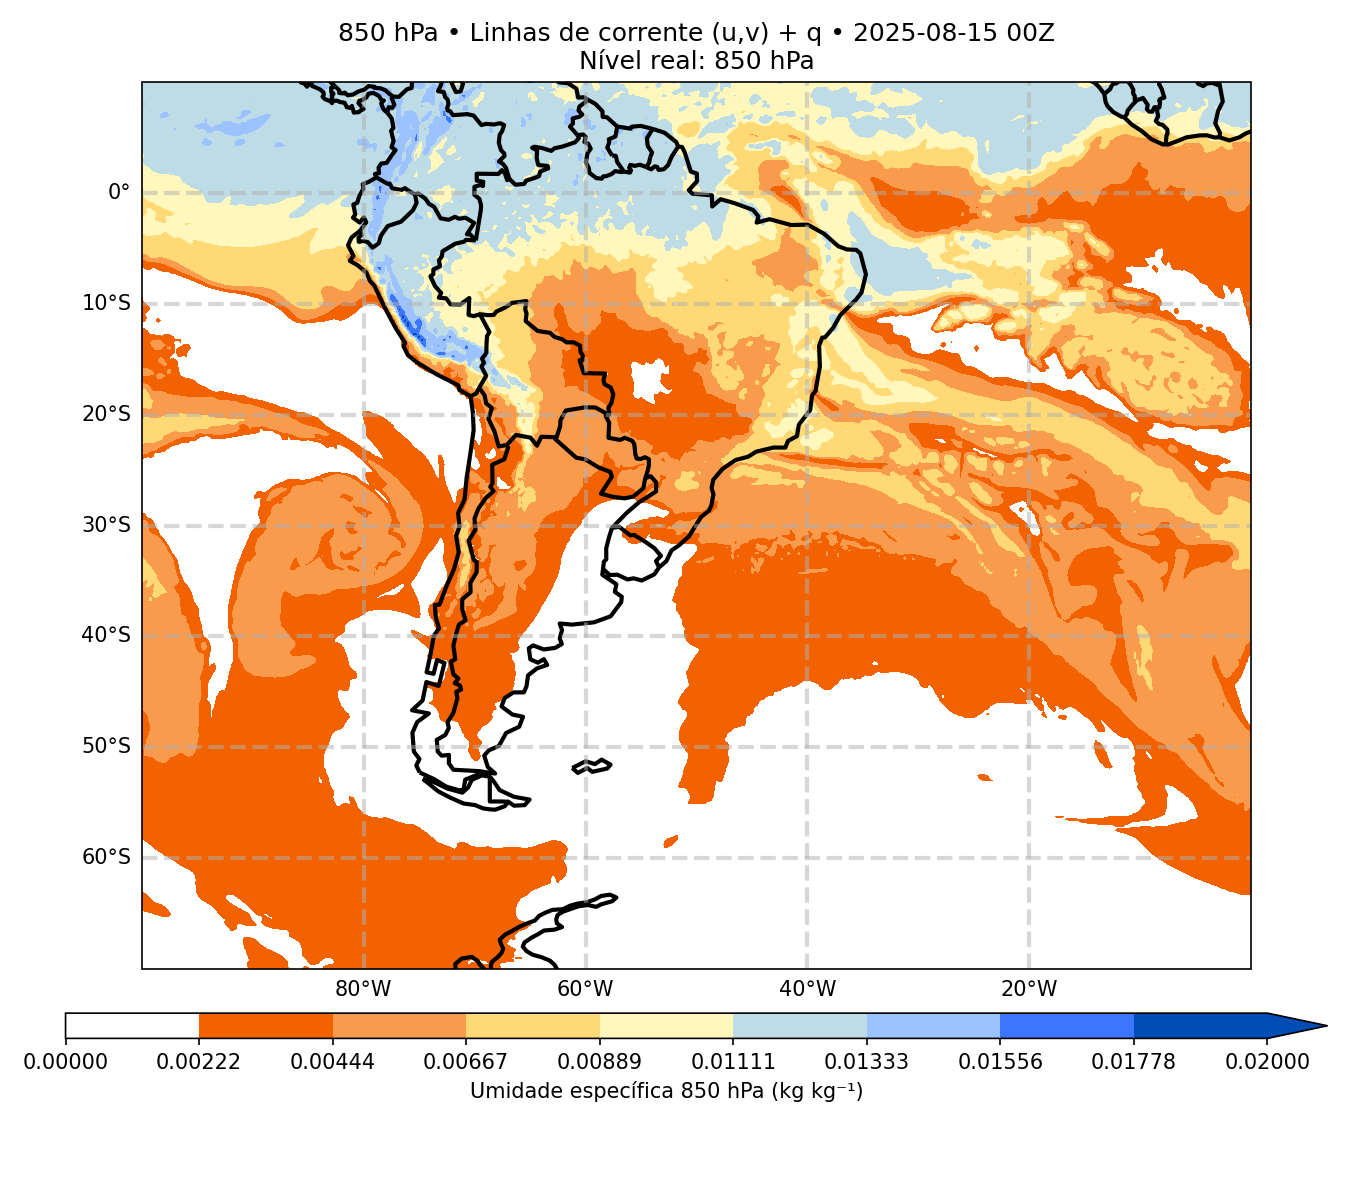 850 hPa • Linhas de corrente (u,v) + q • 2025-08-15 00Z
Nível real: 850 hPa
0°
10°S
20°S
30°S
40°S
50°S
60°S
80°W 60°W 40°W 20°W
0.00000 0.00222 0.00444 0.00667 0.00889 0.01111 0.01333 0.01556 0.01778 0.02000
Umidade específica 850 hPa (kg kg⁻¹)